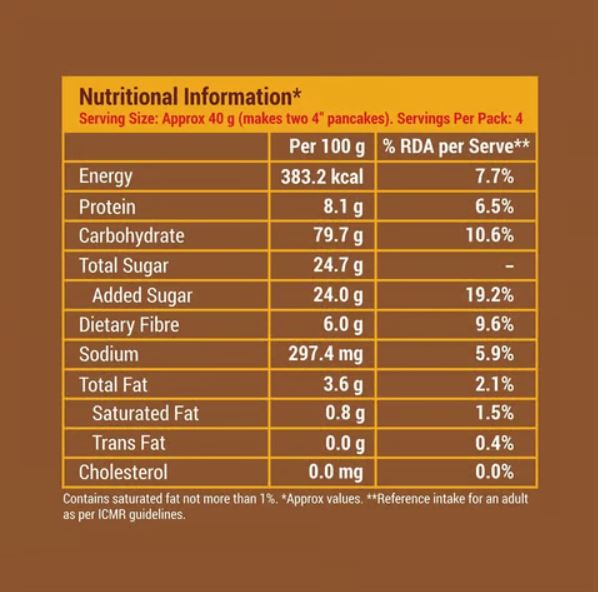 Nutritional Information*
Serving Size: Approx 40 g (makes two 4" pancakes). Servings Per Pack: 4
Per 100 g % RDA per Serve**
Energy 383.2 kcal 7.7%
Protein 8.1 g 6.5%
Carbohydrate 79.7 g 10.6%
Total Sugar 24.7 g –
Added Sugar 24.0 g 19.2%
Dietary Fibre 6.0 g 9.6%
Sodium 297.4 mg 5.9%
Total Fat 3.6 g 2.1%
Saturated Fat 0.8 g 1.5%
Trans Fat 0.0 g 0.4%
Cholesterol 0.0 mg 0.0%
Contains saturated fat not more than 1%. *Approx values. **Reference intake for an adult
as per ICMR guidelines.